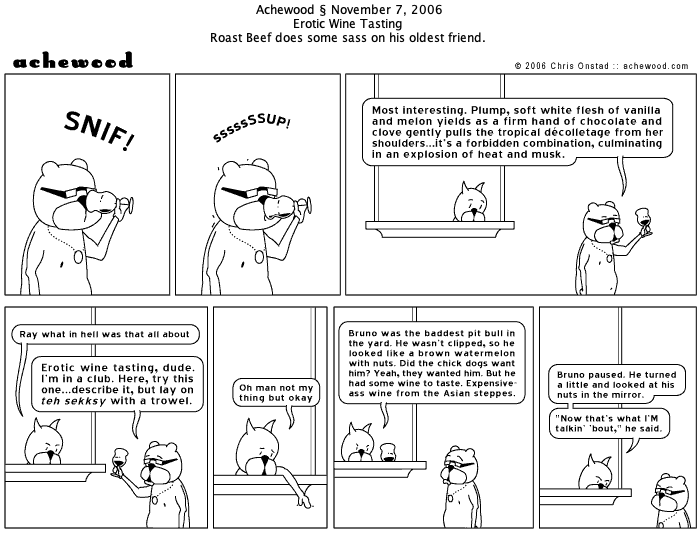 Achewood § November 7, 2006
Erotic Wine Tasting
Roast Beef does some sass on his oldest friend.
achewood
© 2006 Chris Onstad :: achewood.com
SNIF!
ssssssSSUP!
Most interesting. Plump, soft white flesh of vanilla
and melon yields as a firm hand of chocolate and
clove gently pulls the tropical décolletage from her
shoulders...it's a forbidden combination, culminating
in an explosion of heat and musk.
Ray what in hell was that all about
Erotic wine tasting, dude.
I'm in a club. Here, try this
one...describe it, but lay on
teh sekksy with a trowel.
Oh man not my
thing but okay
Bruno was the baddest pit bull in
the yard. He wasn't clipped, so he
looked like a brown watermelon
with nuts. Did the chick dogs want
him? Yeah, they wanted him. But he
had some wine to taste. Expensive-
ass wine from the Asian steppes.
Bruno paused. He turned
a little and looked at his
nuts in the mirror.
"Now that's what I'M
talkin' 'bout," he said.